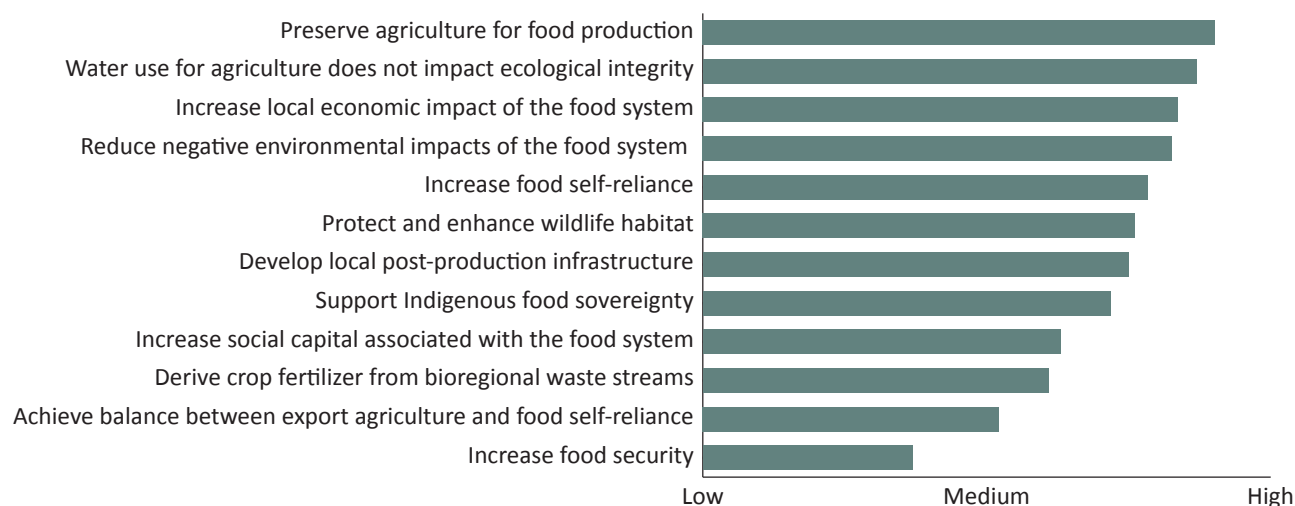 Preserve agriculture for food production
Water use for agriculture does not impact ecological integrity
Increase local economic impact of the food system
Reduce negative environmental impacts of the food system
Increase food self-reliance
Protect and enhance wildlife habitat
Develop local post-production infrastructure
Support Indigenous food sovereignty
Increase social capital associated with the food system
Derive crop fertilizer from bioregional waste streams
Achieve balance between export agriculture and food self-reliance
Increase food security
Low Medium High